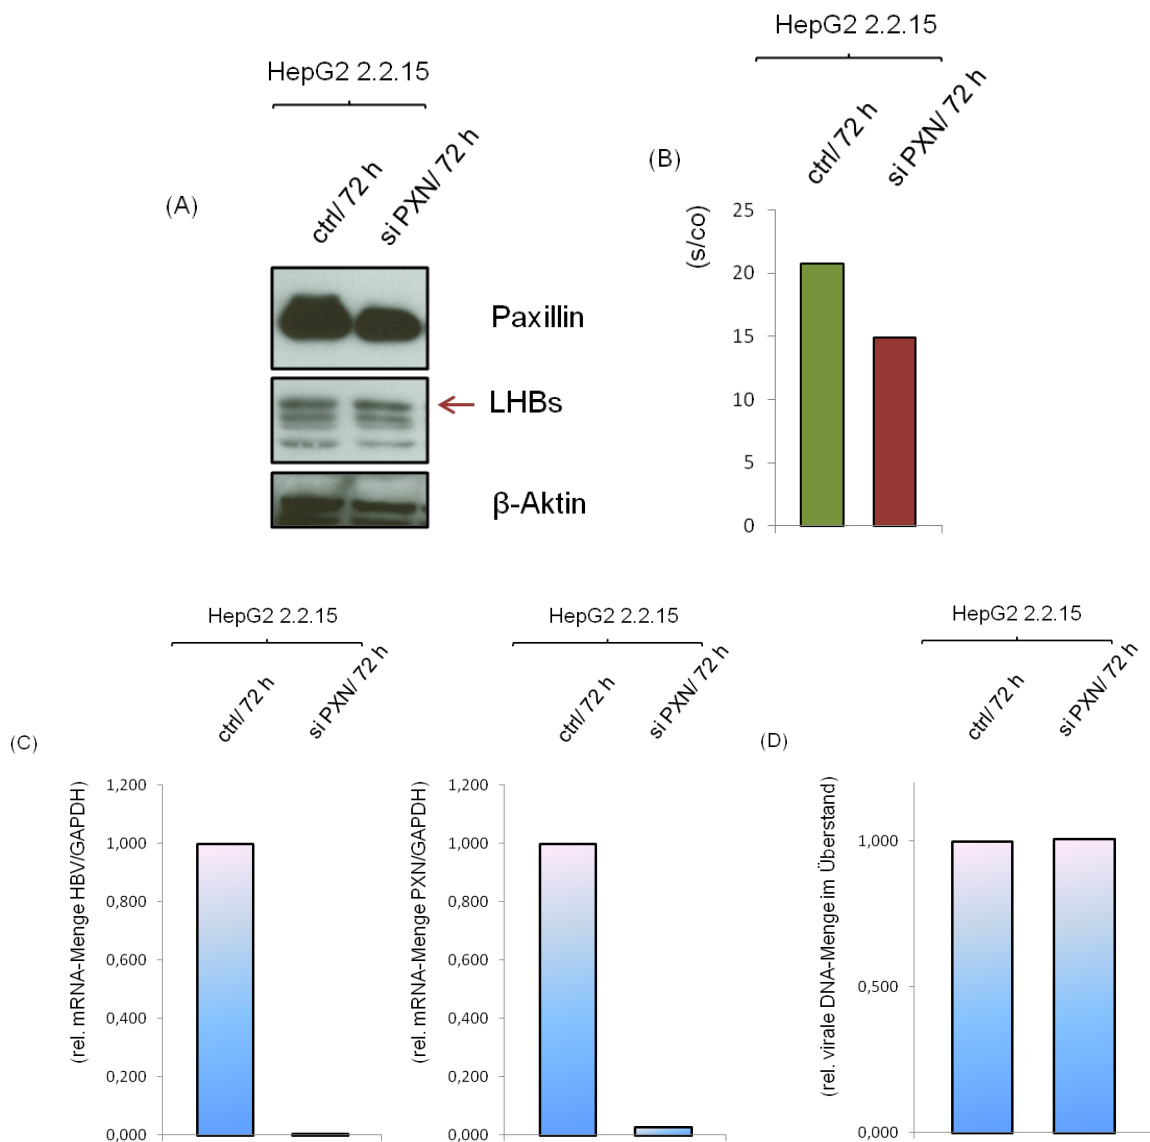 HepG2 2.2.15
(A)
ctrl/ 72 h
si PXN/ 72 h
Paxillin
LHBs
β-Aktin
HepG2 2.2.15
(B)
ctrl/ 72 h
si PXN/ 72 h
(s/co)
25
20
15
10
5
0
HepG2 2.2.15
(C)
ctrl/ 72 h
si PXN/ 72 h
(rel. mRNA-Menge HBV/GAPDH)
1,200
1,000
0,800
0,600
0,400
0,200
0,000
HepG2 2.2.15
ctrl/ 72 h
si PXN/ 72 h
(rel. mRNA-Menge PXN/GAPDH)
1,200
1,000
0,800
0,600
0,400
0,200
0,000
HepG2 2.2.15
(D)
ctrl/ 72 h
si PXN/ 72 h
(rel. virale DNA-Menge im Überstand)
1,000
0,500
0,000